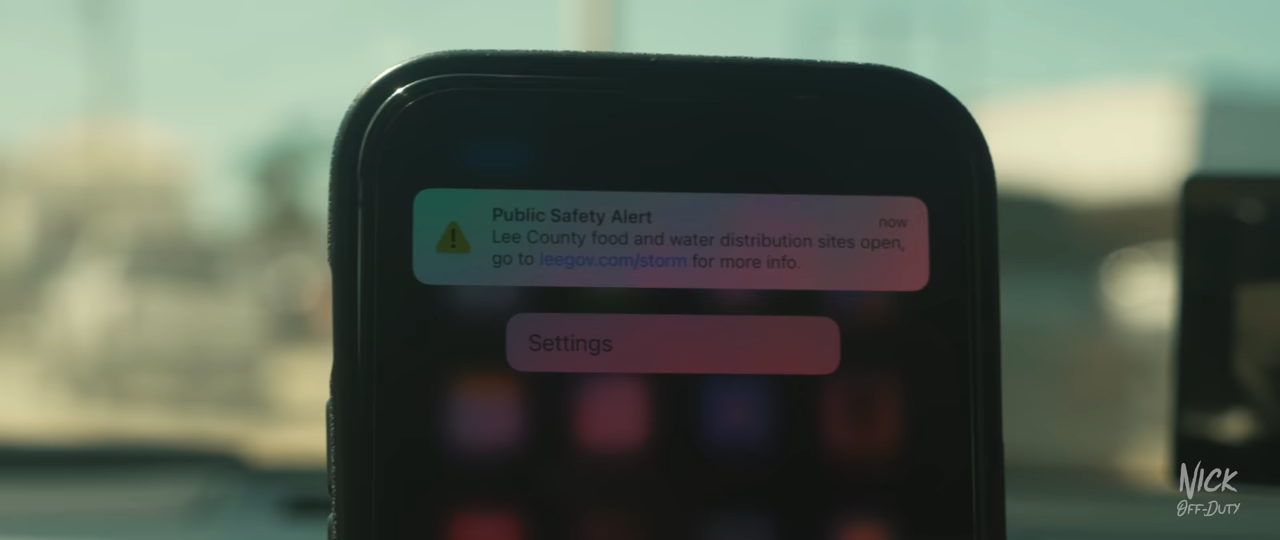 Public Safety Alert
now
Lee County food and water distribution sites open,
go to leegov.com/storm for more info.
Settings
NICK
OFF-DUTY